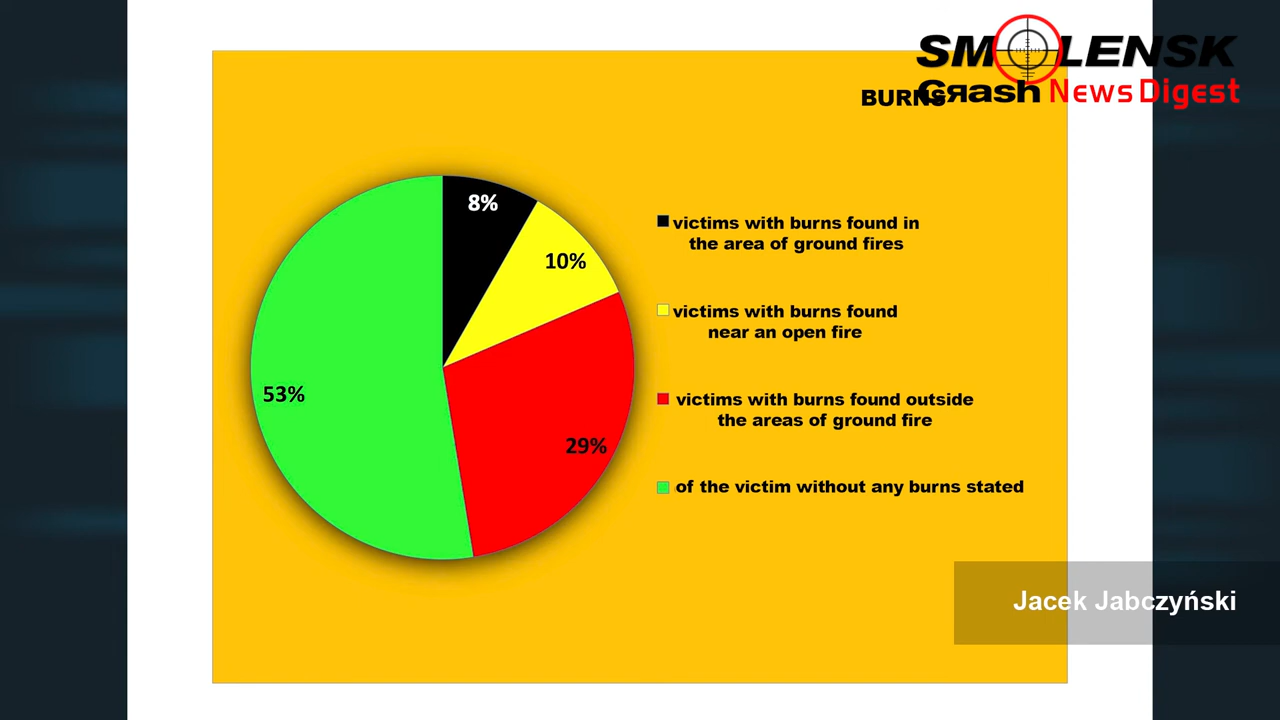 SMOLENSK
BURNS
CЯash News Digest
8%
10%
53%
29%
victims with burns found in
the area of ground fires
victims with burns found
near an open fire
victims with burns found outside
the areas of ground fire
of the victim without any burns stated
Jacek Jabczyński